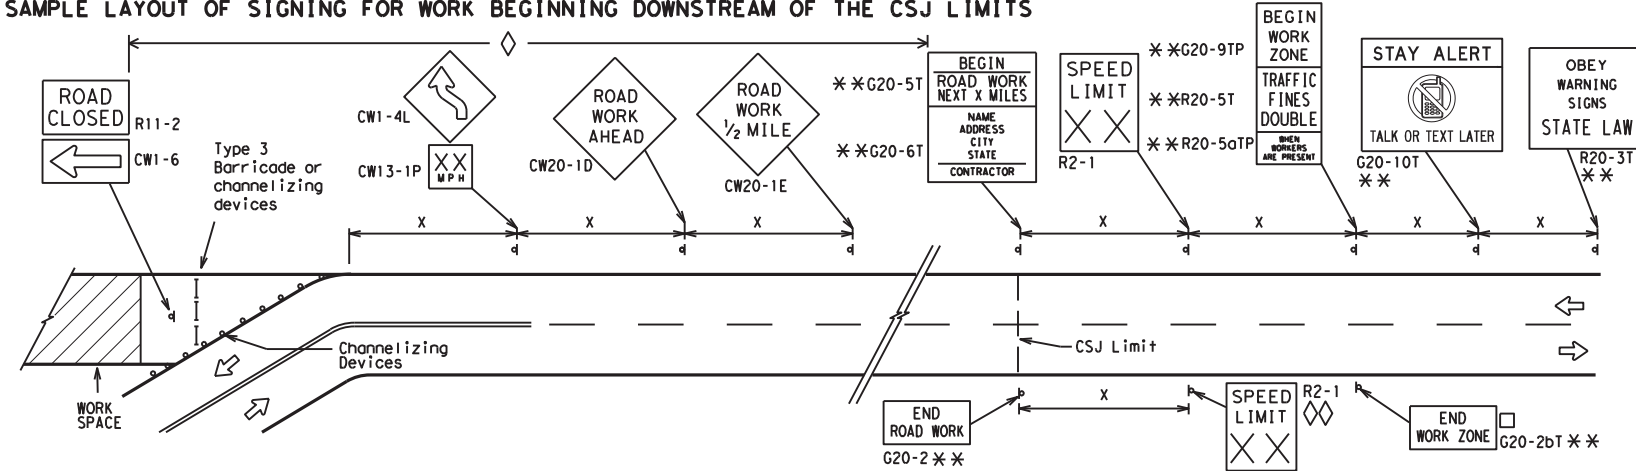 SAMPLE LAYOUT OF SIGNING FOR WORK BEGINNING DOWNSTREAM OF THE CSJ LIMITS
ROAD
CLOSED
R11-2
CW1-6
Type 3
Barricade or
channelizing
devices
CW1-4L
XX
MPH
CW13-1P
ROAD
WORK
AHEAD
CW20-1D
ROAD
WORK
1/2 MILE
CW20-1E
**G20-5T
BEGIN
ROAD WORK
NEXT X MILES
**G20-6T
NAME
ADDRESS
CITY
STATE
CONTRACTOR
SPEED
LIMIT
XX
R2-1
**G20-9TP
BEGIN
WORK
ZONE
**R20-5T
TRAFFIC
FINES
DOUBLE
**R20-5aTP
WHEN
WORKERS
ARE PRESENT
STAY ALERT
TALK OR TEXT LATER
G20-10T
**
OBEY
WARNING
SIGNS
STATE LAW
R20-3T
**
X
X
X
X
X
X
X
Channelizing
Devices
CSJ Limit
WORK
SPACE
X
END
ROAD WORK
G20-2 **
SPEED
LIMIT
XX
R2-1
END
WORK ZONE
G20-2bT **